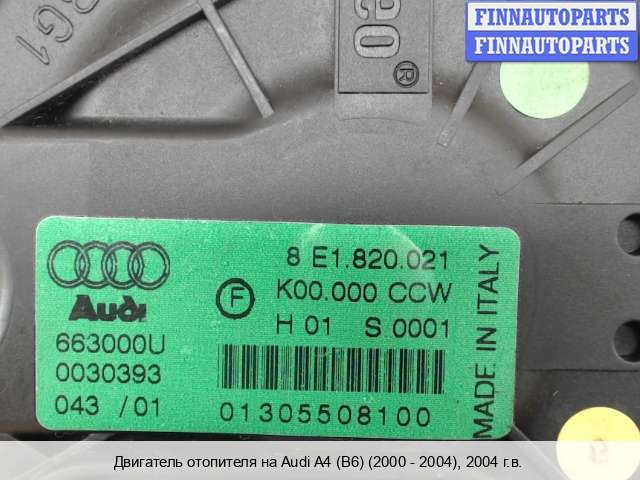 FINNAUTOPARTS
FINNAUTOPARTS
eo®
Audi
8 E1.820.021
F K00.000 CCW
H 01 S 0001
663000U
0030393
043 / 01
01305508100
MADE IN ITALY
Двигатель отопителя на Audi A4 (B6) (2000 - 2004), 2004 г.в.